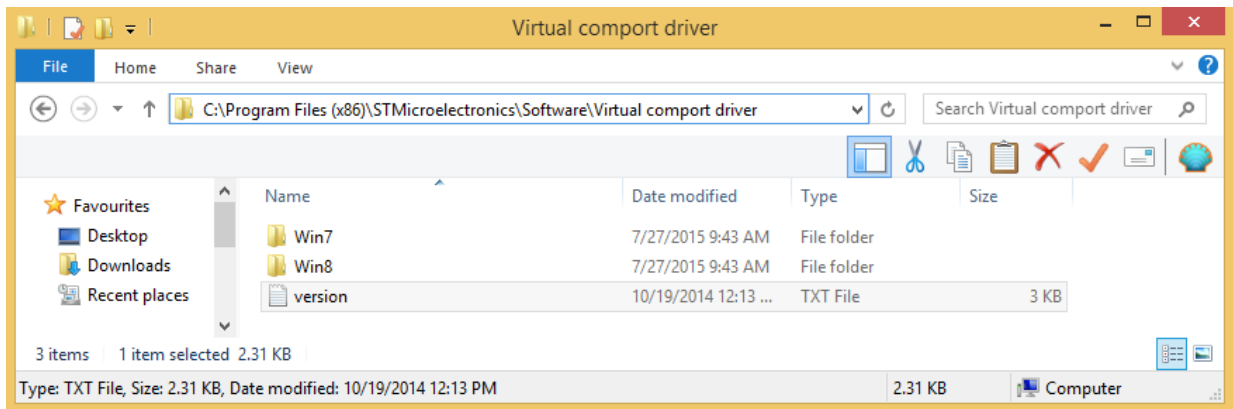 Virtual comport driver
File Home Share View
C:\Program Files (x86)\STMicroelectronics\Software\Virtual comport driver Search Virtual comport driver
Name Date modified Type Size
Favourites
Desktop Win7 7/27/2015 9:43 AM File folder
Downloads Win8 7/27/2015 9:43 AM File folder
Recent places version 10/19/2014 12:13 ... TXT File 3 KB
3 items 1 item selected 2.31 KB
Type: TXT File, Size: 2.31 KB, Date modified: 10/19/2014 12:13 PM 2.31 KB Computer